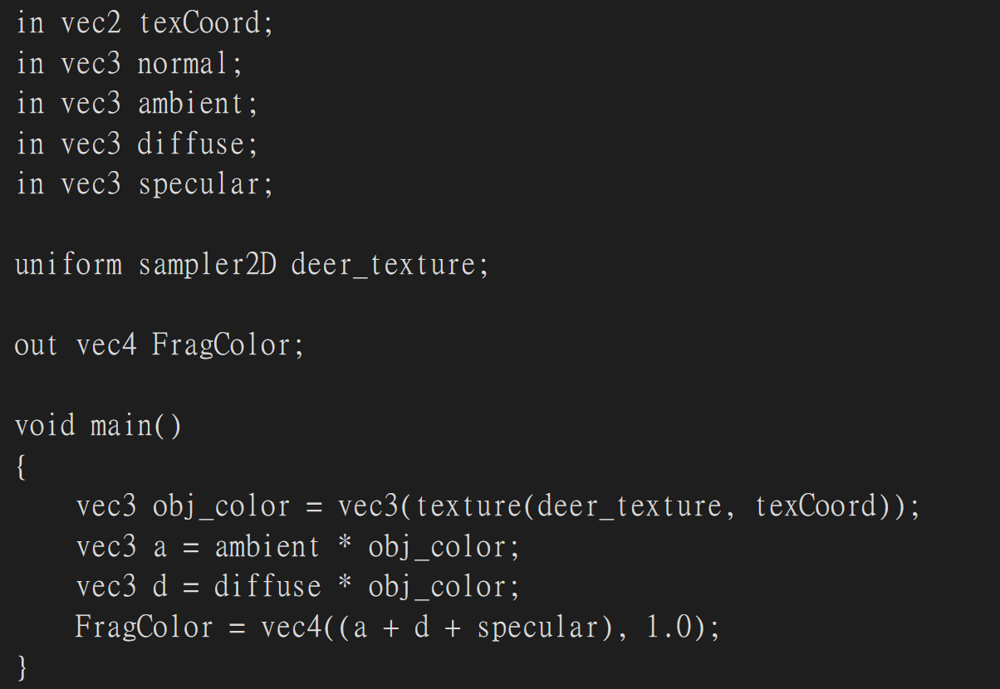 in vec2 texCoord;
in vec3 normal;
in vec3 ambient;
in vec3 diffuse;
in vec3 specular;

uniform sampler2D deer_texture;

out vec4 FragColor;

void main()
{
    vec3 obj_color = vec3(texture(deer_texture, texCoord));
    vec3 a = ambient * obj_color;
    vec3 d = diffuse * obj_color;
    FragColor = vec4((a + d + specular), 1.0);
}